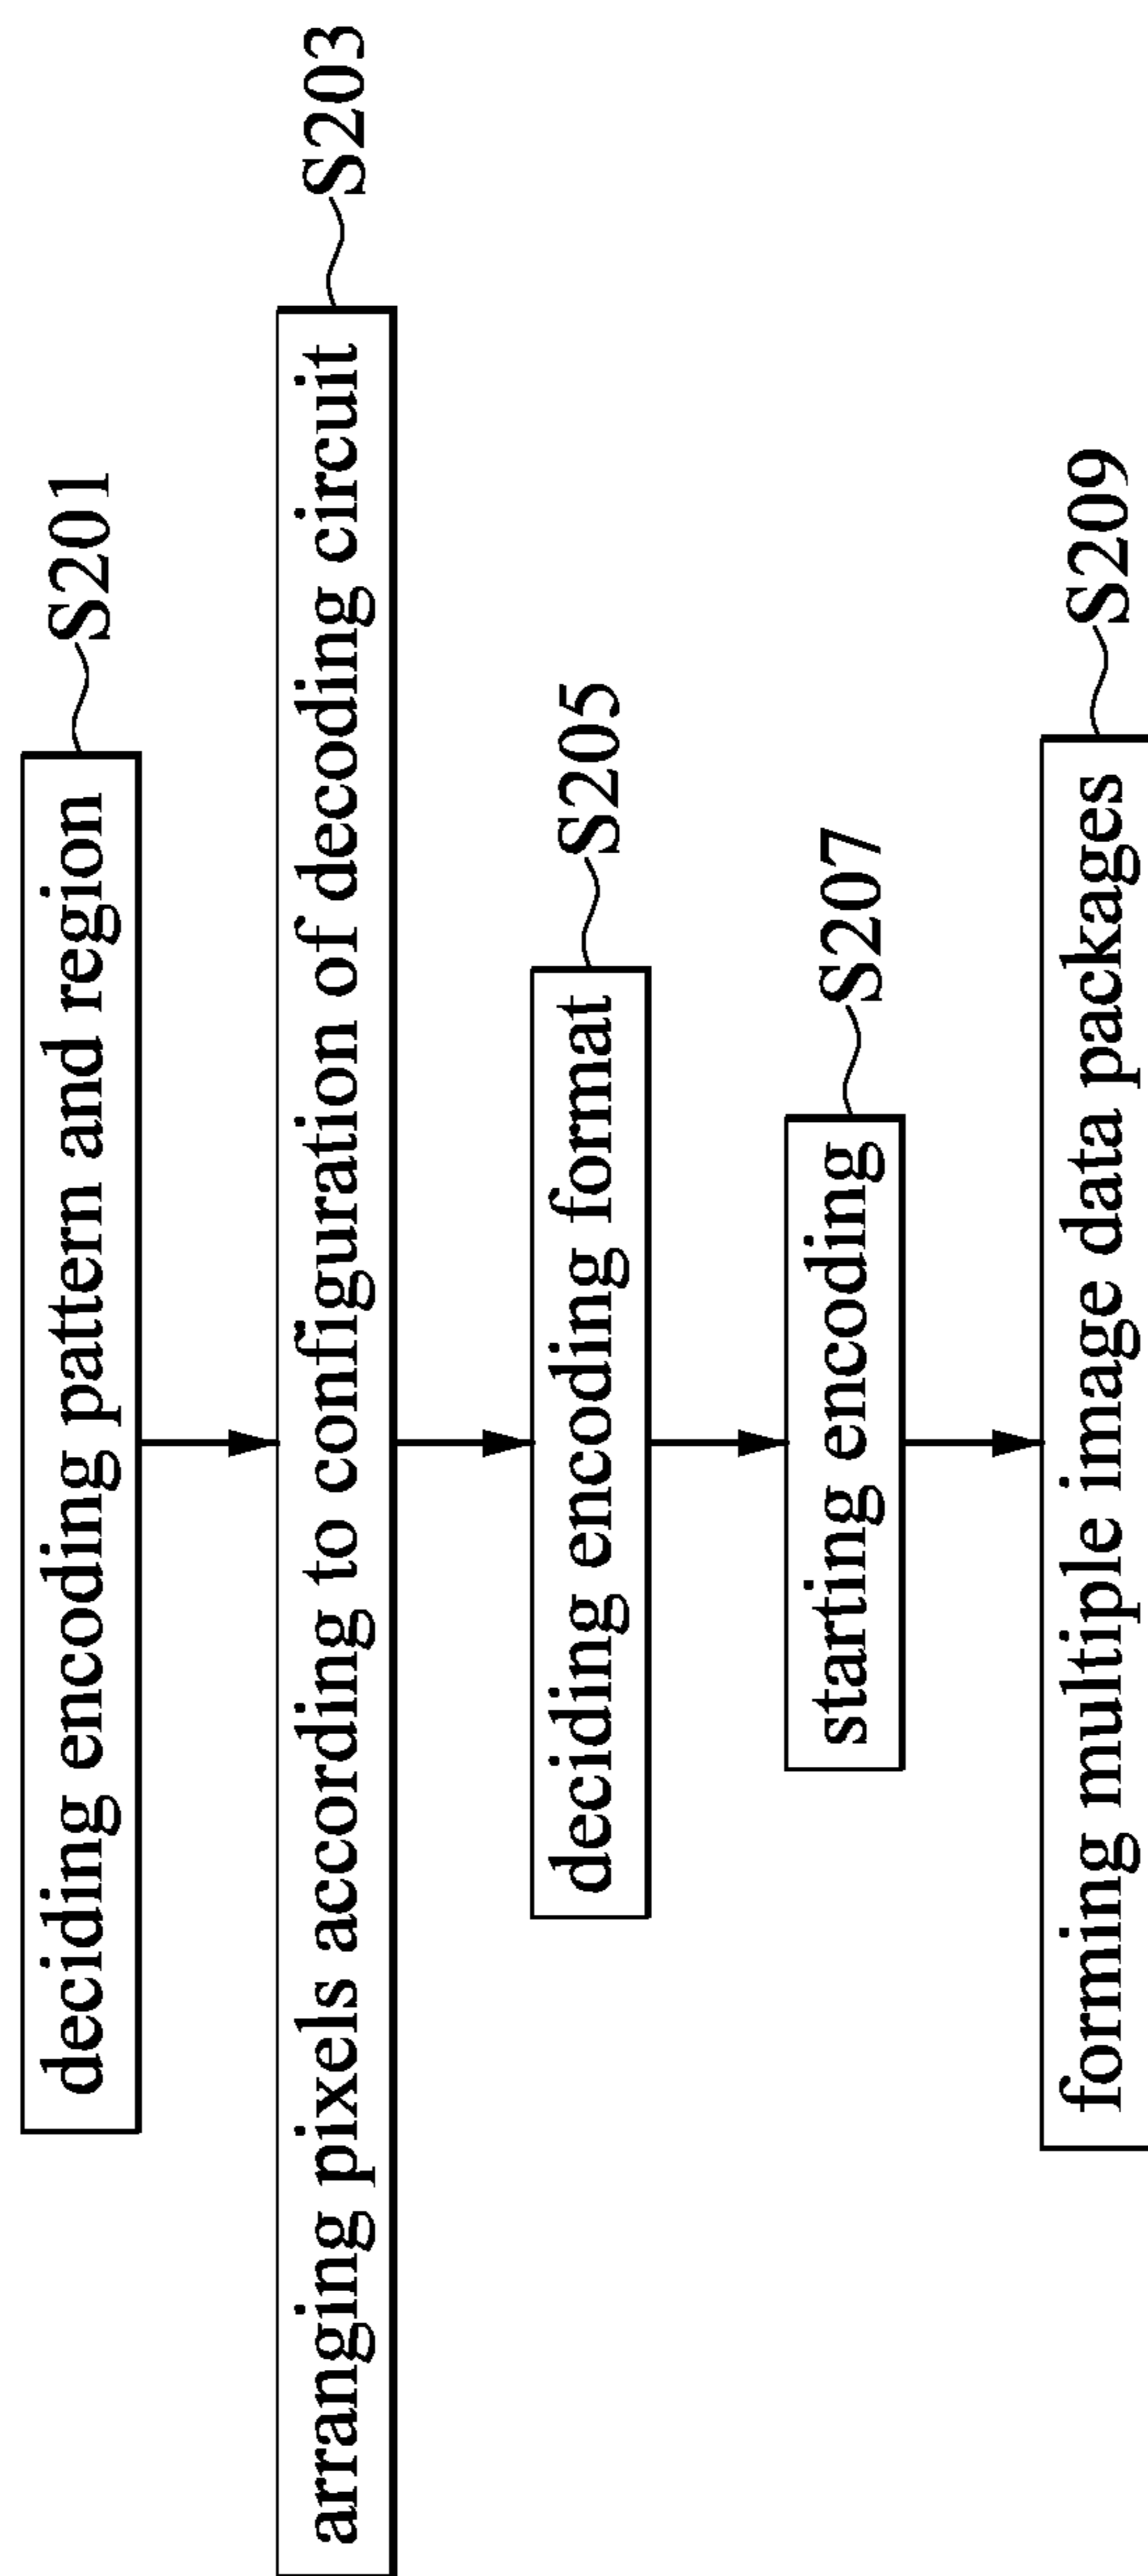 deciding encoding pattern and region
S201
arranging pixels according to configuration of decoding circuit
S203
deciding encoding format
S205
starting encoding
S207
forming multiple image data packages
S209